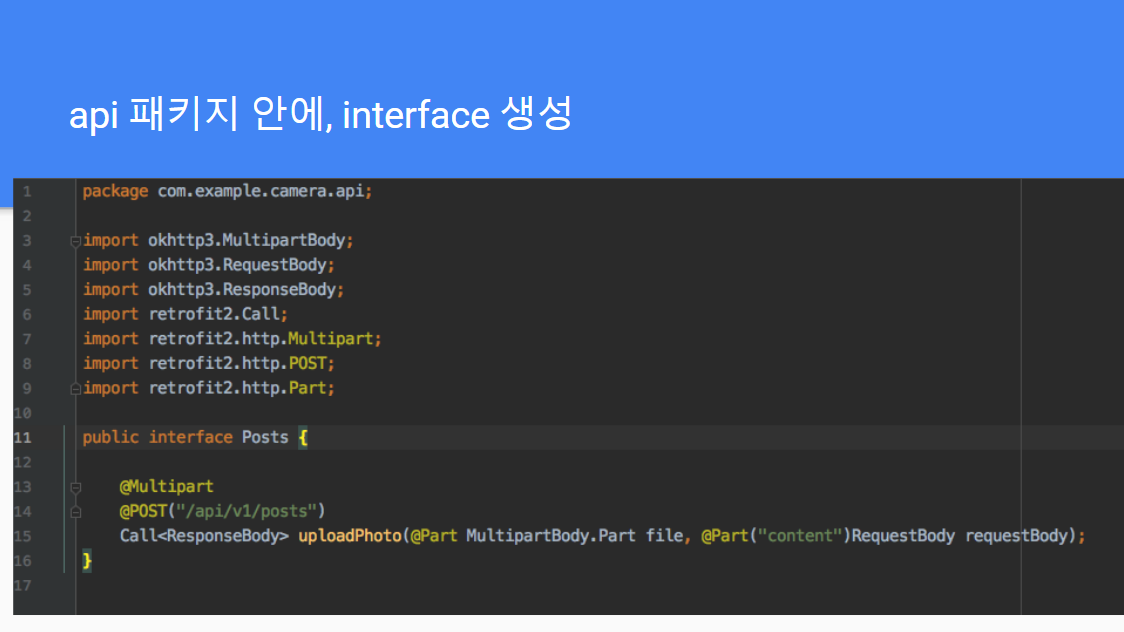 api 패키지 안에, interface 생성
1 package com.example.camera.api;
2
3 import okhttp3.MultipartBody;
4 import okhttp3.RequestBody;
5 import okhttp3.ResponseBody;
6 import retrofit2.Call;
7 import retrofit2.http.Multipart;
8 import retrofit2.http.POST;
9 import retrofit2.http.Part;
10
11 public interface Posts {
12
13 @Multipart
14 @POST("/api/v1/posts")
15 Call<ResponseBody> uploadPhoto(@Part MultipartBody.Part file, @Part("content")RequestBody requestBody);
16 }
17